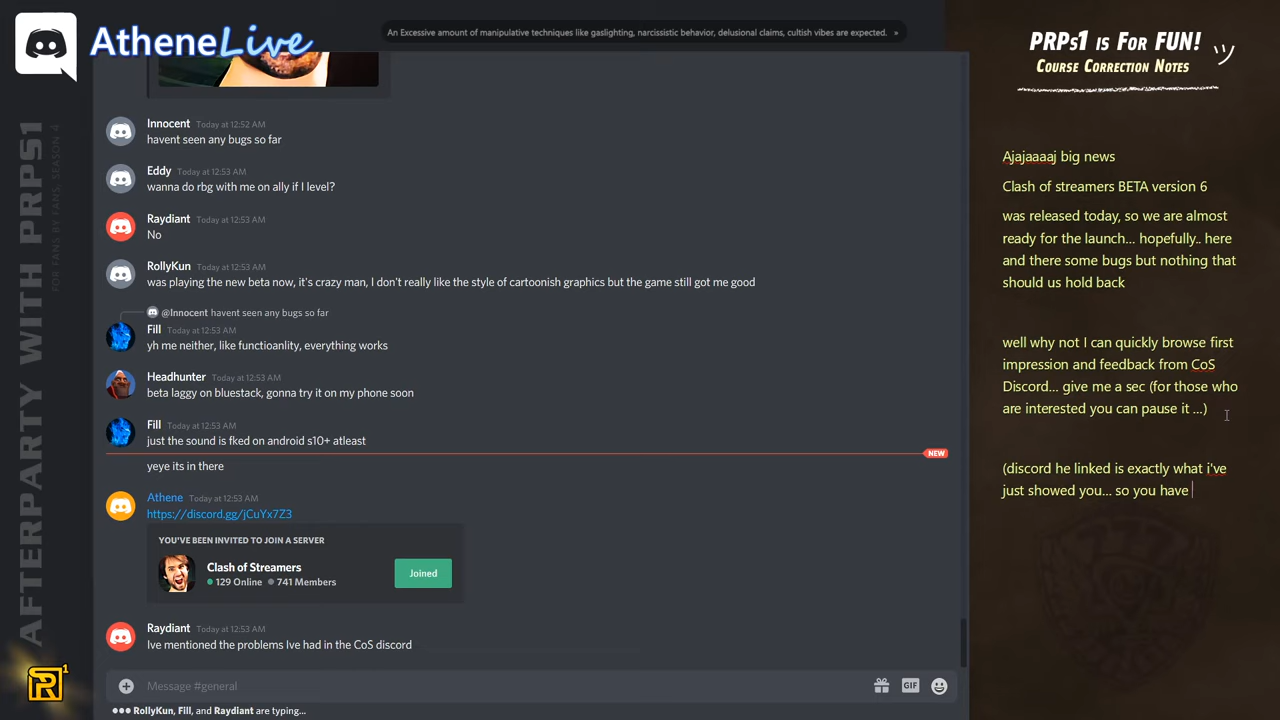 AtheneLive
An Excessive amount of manipulative techniques like gaslighting, narcissistic behavior, delusional claims, cultish vibes are expected. »
Innocent Today at 12:52 AM
havent seen any bugs so far
Eddy Today at 12:53 AM
wanna do rbg with me on ally if I level?
Raydiant Today at 12:53 AM
No
RollyKun Today at 12:53 AM
was playing the new beta now, it's crazy man, I don't really like the style of cartoonish graphics but the game still got me good
@Innocent havent seen any bugs so far
Fill Today at 12:53 AM
yh me neither, like functioanlity, everything works
Headhunter Today at 12:53 AM
beta laggy on bluestack, gonna try it on my phone soon
Fill Today at 12:53 AM
just the sound is fked on android s10+ atleast
NEW
yeye its in there
Athene Today at 12:53 AM
https://discord.gg/jCuYx7Z3
YOU'VE BEEN INVITED TO JOIN A SERVER
Clash of Streamers
129 Online 741 Members
Joined
Raydiant Today at 12:53 AM
Ive mentioned the problems Ive had in the CoS discord
Message #general
GIF
RollyKun, Fill, and Raydiant are typing...
AFTERPARTY WITH PRPS1
FOR FANS BY FANS, SEASON 4
R1
PRPs1 is For FUN! ツ
Course Correction Notes
Ajajaaaaj big news
Clash of streamers BETA version 6
was released today, so we are almost
ready for the launch... hopefully.. here
and there some bugs but nothing that
should us hold back
well why not I can quickly browse first
impression and feedback from CoS
Discord... give me a sec (for those who
are interested you can pause it ...)
(discord he linked is exactly what i've
just showed you... so you have